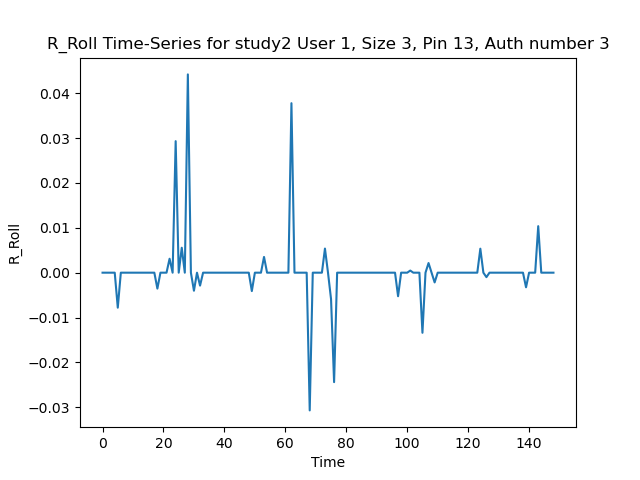 R_Roll Time-Series for study2 User 1, Size 3, Pin 13, Auth number 3
0.04
0.03
0.02
0.01
0.00
−0.01
−0.02
−0.03
R_Roll
0 20 40 60 80 100 120 140
Time